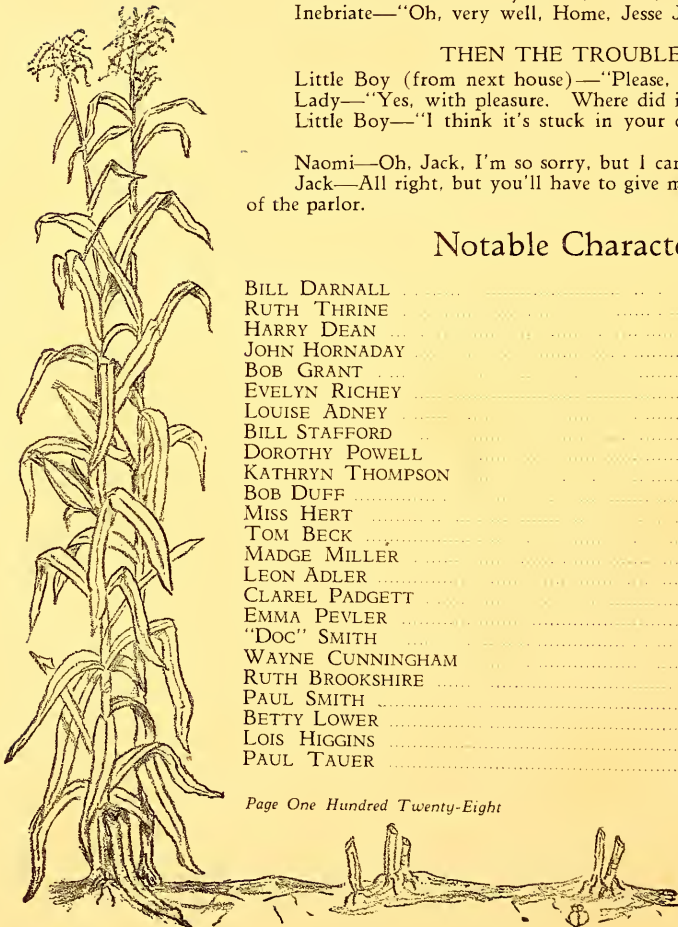 Inebriate—"Oh, very well, Home, Jesse J
THEN THE TROUBLE
Little Boy (from next house)—"Please,
Lady—"Yes, with pleasure. Where did i
Little Boy—"I think it's stuck in your
Naomi—Oh, Jack, I'm so sorry, but I can
Jack—All right, but you'll have to give m
of the parlor.
Notable Characte
BILL DARNALL
RUTH THRINE
HARRY DEAN
JOHN HORNADAY
BOB GRANT
EVELYN RICHEY
LOUISE ADNEY
BILL STAFFORD
DOROTHY POWELL
KATHRYN THOMPSON
BOB DUFF
MISS HERT
TOM BECK
MADGE MILLER
LEON ADLER
CLAREL PADGETT
EMMA PEVLER
"DOC" SMITH
WAYNE CUNNINGHAM
RUTH BROOKSHIRE
PAUL SMITH
BETTY LOWER
LOIS HIGGINS
PAUL TAUER
Page One Hundred Twenty-Eight